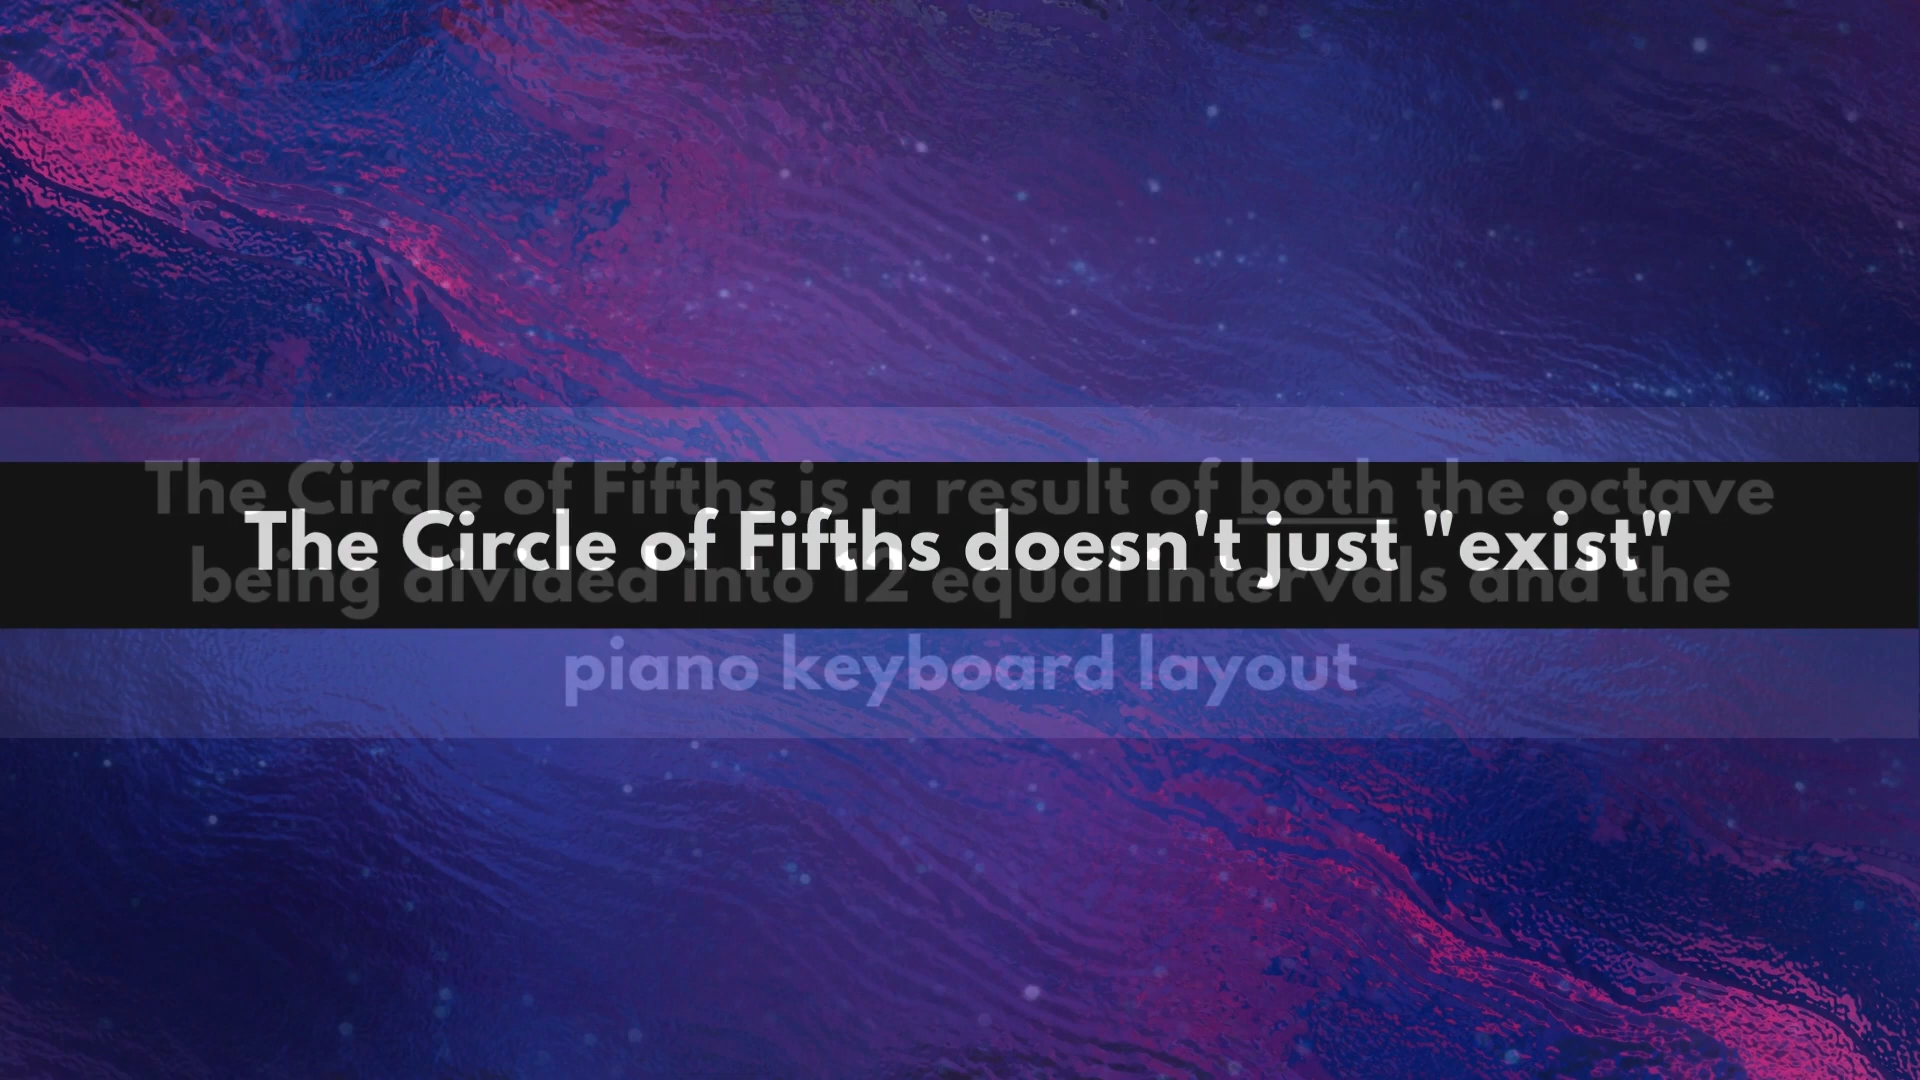 The Circle of Fifths is a result of both the octave
The Circle of Fifths doesn't just "exist"
being divided into 12 equal intervals and the
piano keyboard layout